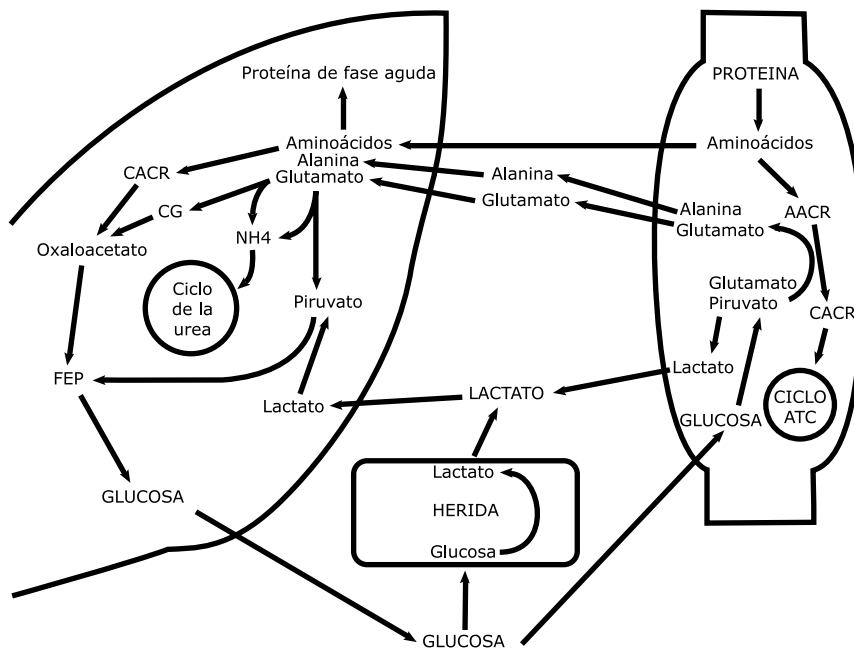 Proteína de fase aguda
PROTEINA
Aminoácidos
Alanina
Glutamato
Aminoácidos
CACR
Alanina
Glutamato
CG
Alanina
Glutamato
AACR
NH4
Oxaloacetato
Ciclo
de la
urea
Piruvato
Glutamato
Piruvato
CACR
FEP
Lactato
LACTATO
Lactato
CICLO
ATC
GLUCOSA
GLUCOSA
Lactato
HERIDA
Glucosa
GLUCOSA